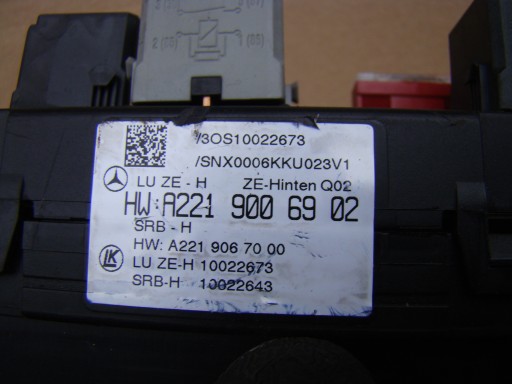 /3OS10022673
/SNX0006KKU023V1
LU ZE - H ZE-Hinten Q02
HW:A221 900 69 02
SRB - H
HW: A221 906 70 00
LK
LU ZE-H 10022673
SRB-H 10022643